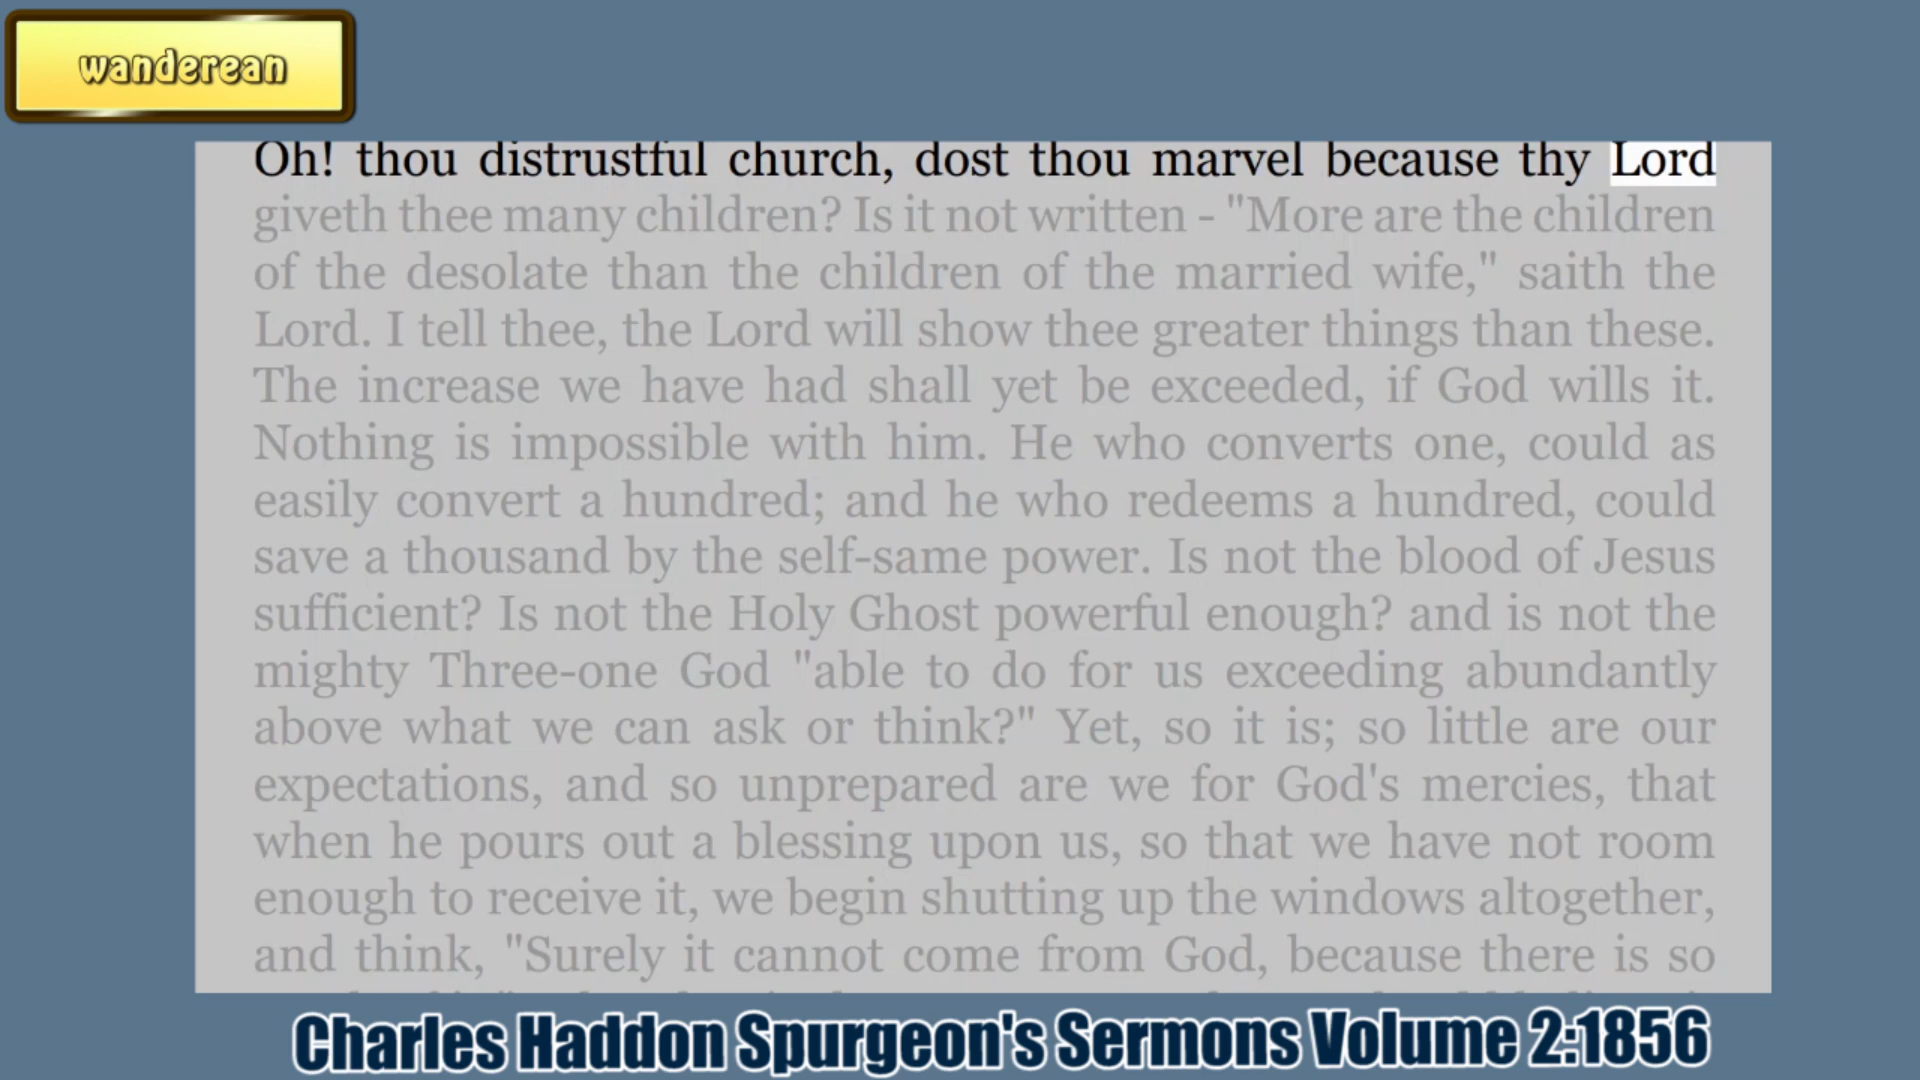 wanderean
Oh! thou distrustful church, dost thou marvel because thy Lord
giveth thee many children? Is it not written - "More are the children
of the desolate than the children of the married wife," saith the
Lord. I tell thee, the Lord will show thee greater things than these.
The increase we have had shall yet be exceeded, if God wills it.
Nothing is impossible with him. He who converts one, could as
easily convert a hundred; and he who redeems a hundred, could
save a thousand by the self-same power. Is not the blood of Jesus
sufficient? Is not the Holy Ghost powerful enough? and is not the
mighty Three-one God "able to do for us exceeding abundantly
above what we can ask or think?" Yet, so it is; so little are our
expectations, and so unprepared are we for God's mercies, that
when he pours out a blessing upon us, so that we have not room
enough to receive it, we begin shutting up the windows altogether,
and think, "Surely it cannot come from God, because there is so
Charles Haddon Spurgeon's Sermons Volume 2:1856